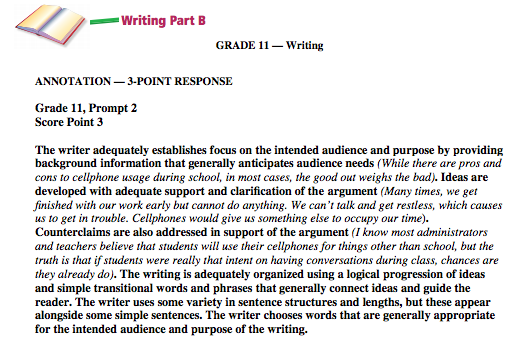 Writing Part B
GRADE 11 — Writing
ANNOTATION — 3-POINT RESPONSE
Grade 11, Prompt 2
Score Point 3
The writer adequately establishes focus on the intended audience and purpose by providing
background information that generally anticipates audience needs (While there are pros and
cons to cellphone usage during school, in most cases, the good out weighs the bad). Ideas are
developed with adequate support and clarification of the argument (Many times, we get
finished with our work early but cannot do anything. We can't talk and get restless, which causes
us to get in trouble. Cellphones would give us something else to occupy our time).
Counterclaims are also addressed in support of the argument (I know most administrators
and teachers believe that students will use their cellphones for things other than school, but the
truth is that if students were really that intent on having conversations during class, chances are
they already do). The writing is adequately organized using a logical progression of ideas
and simple transitional words and phrases that generally connect ideas and guide the
reader. The writer uses some variety in sentence structures and lengths, but these appear
alongside some simple sentences. The writer chooses words that are generally appropriate
for the intended audience and purpose of the writing.